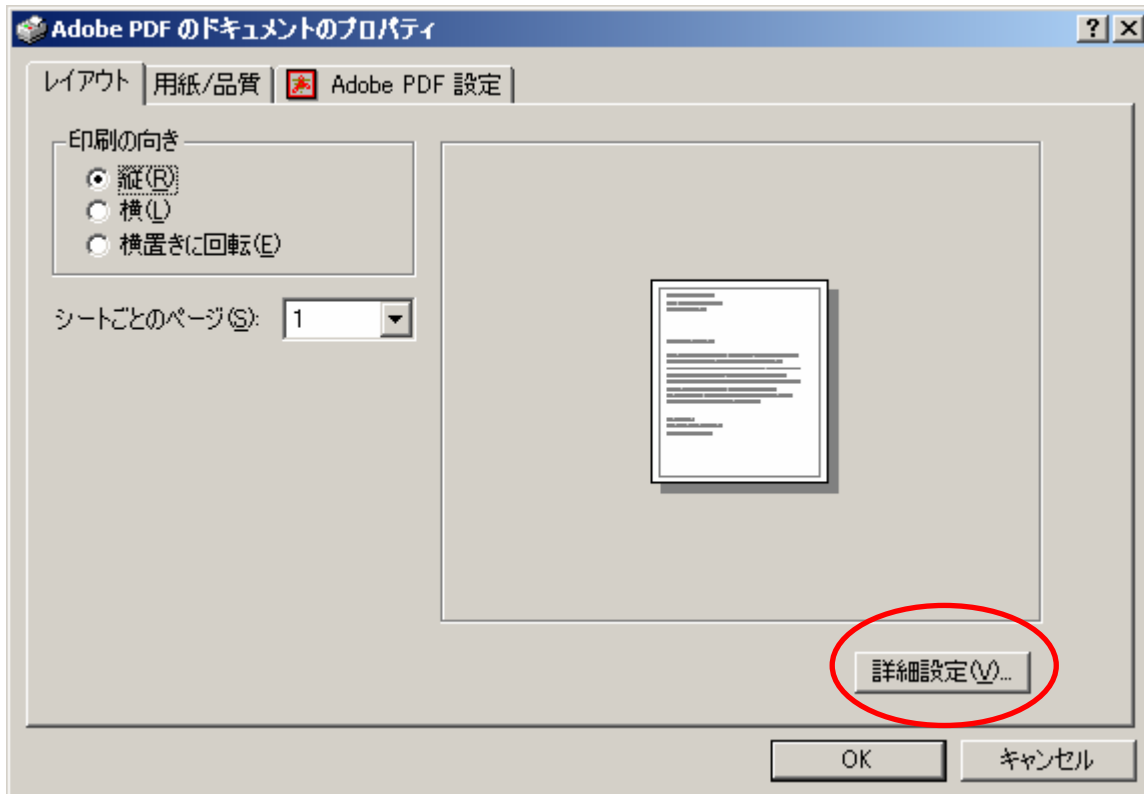 Adobe PDF のドキュメントのプロパティ
レイアウト 用紙/品質 Adobe PDF 設定
印刷の向き
縦(R)
横(L)
横置きに回転(E)
シートごとのページ(S): 1
詳細設定(V)...
OK キャンセル